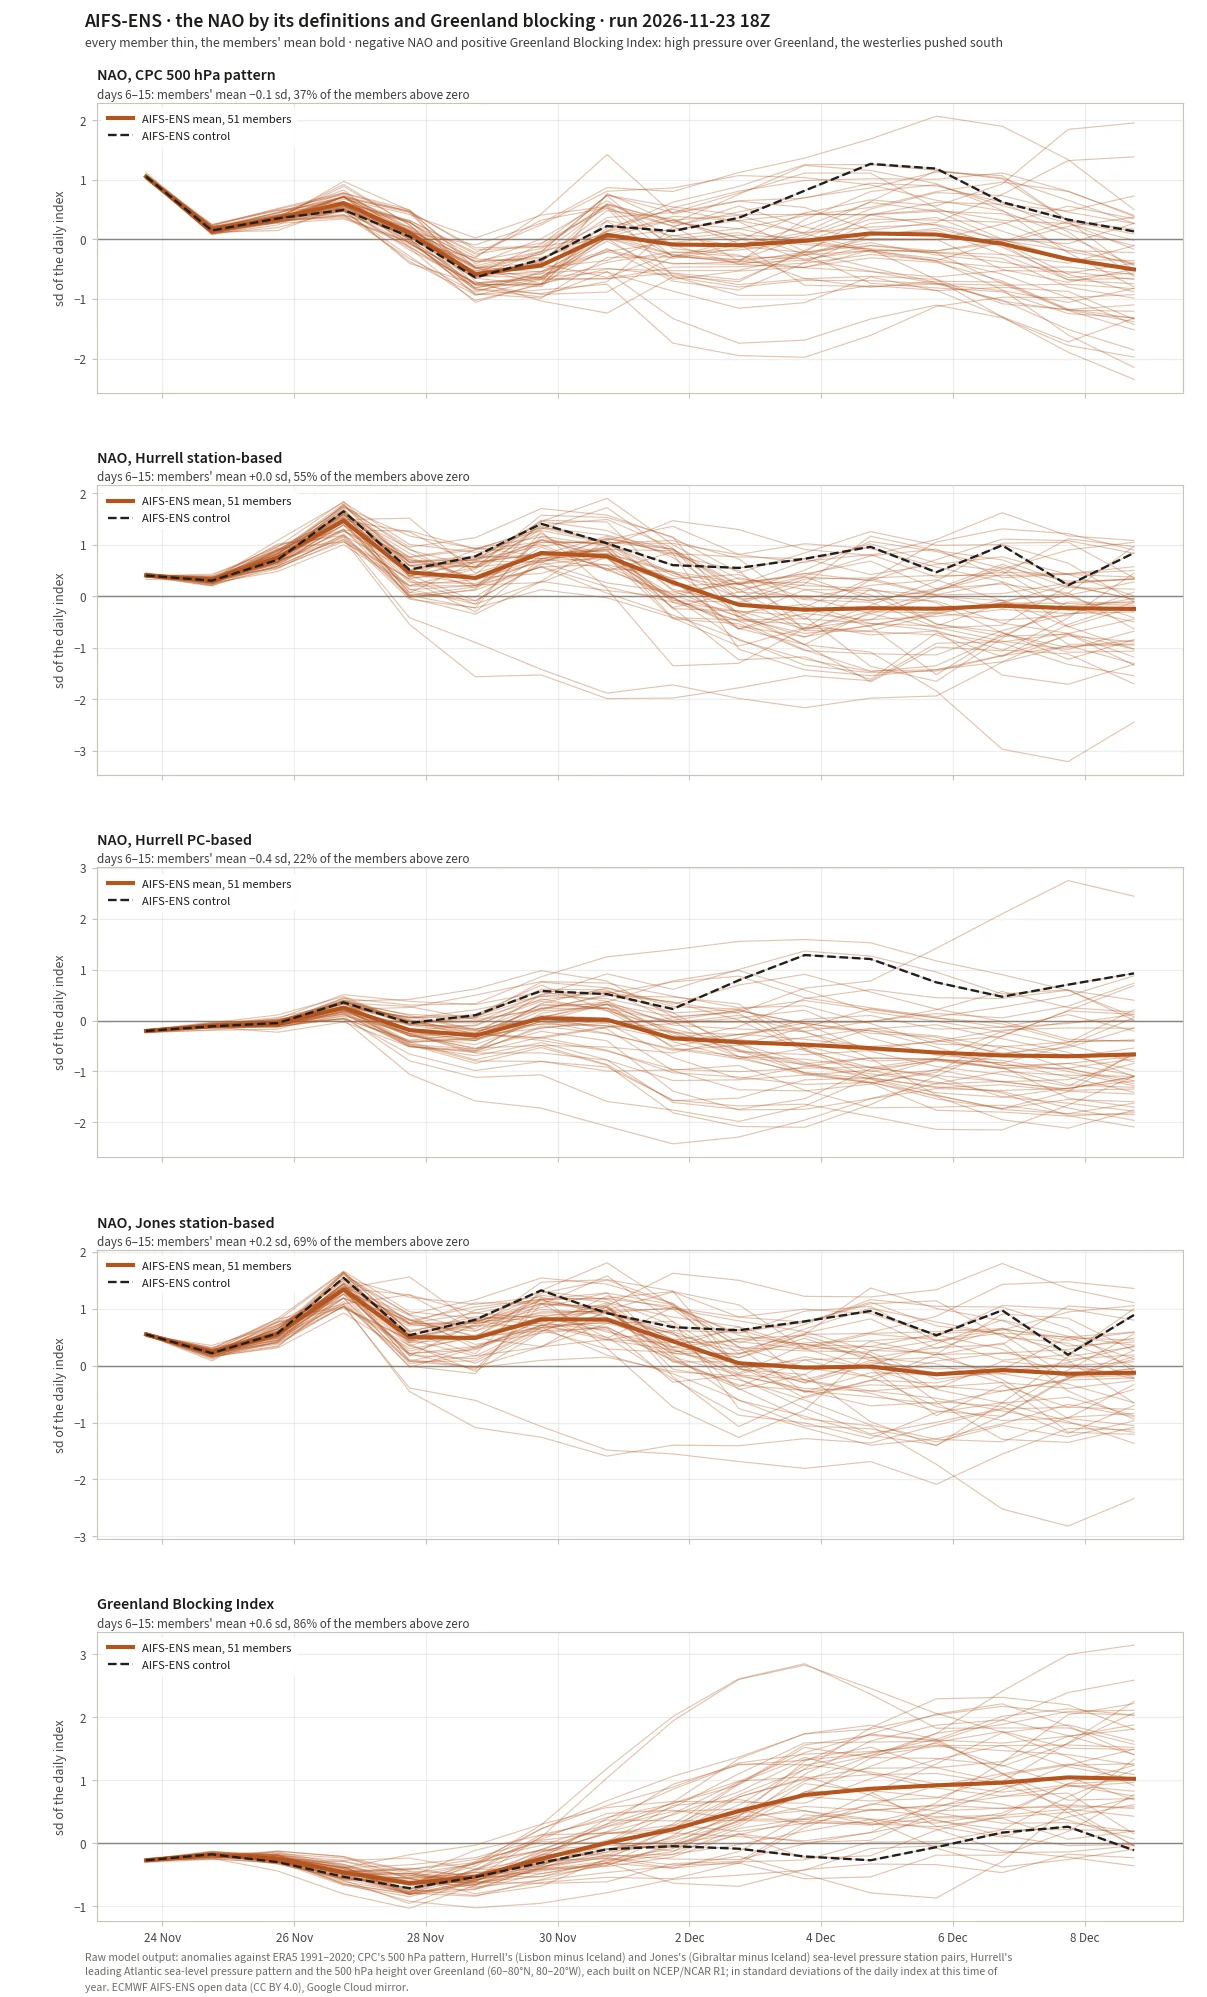 AIFS-ENS · the NAO by its definitions and Greenland blocking · run 2026-11-23 18Z
every member thin, the members' mean bold · negative NAO and positive Greenland Blocking Index: high pressure over Greenland, the westerlies pushed south
NAO, CPC 500 hPa pattern
days 6–15: members' mean −0.1 sd, 37% of the members above zero
AIFS-ENS mean, 51 members
AIFS-ENS control
2
1
0
−1
−2
sd of the daily index
NAO, Hurrell station-based
days 6–15: members' mean +0.0 sd, 55% of the members above zero
AIFS-ENS mean, 51 members
AIFS-ENS control
2
1
0
−1
−2
−3
sd of the daily index
NAO, Hurrell PC-based
days 6–15: members' mean −0.4 sd, 22% of the members above zero
AIFS-ENS mean, 51 members
AIFS-ENS control
3
2
1
0
−1
−2
sd of the daily index
NAO, Jones station-based
days 6–15: members' mean +0.2 sd, 69% of the members above zero
AIFS-ENS mean, 51 members
AIFS-ENS control
2
1
0
−1
−2
−3
sd of the daily index
Greenland Blocking Index
days 6–15: members' mean +0.6 sd, 86% of the members above zero
AIFS-ENS mean, 51 members
AIFS-ENS control
3
2
1
0
−1
sd of the daily index
24 Nov 26 Nov 28 Nov 30 Nov 2 Dec 4 Dec 6 Dec 8 Dec
Raw model output: anomalies against ERA5 1991–2020; CPC's 500 hPa pattern, Hurrell's (Lisbon minus Iceland) and Jones's (Gibraltar minus Iceland) sea-level pressure station pairs, Hurrell's
leading Atlantic sea-level pressure pattern and the 500 hPa height over Greenland (60–80°N, 80–20°W), each built on NCEP/NCAR R1; in standard deviations of the daily index at this time of
year. ECMWF AIFS-ENS open data (CC BY 4.0), Google Cloud mirror.